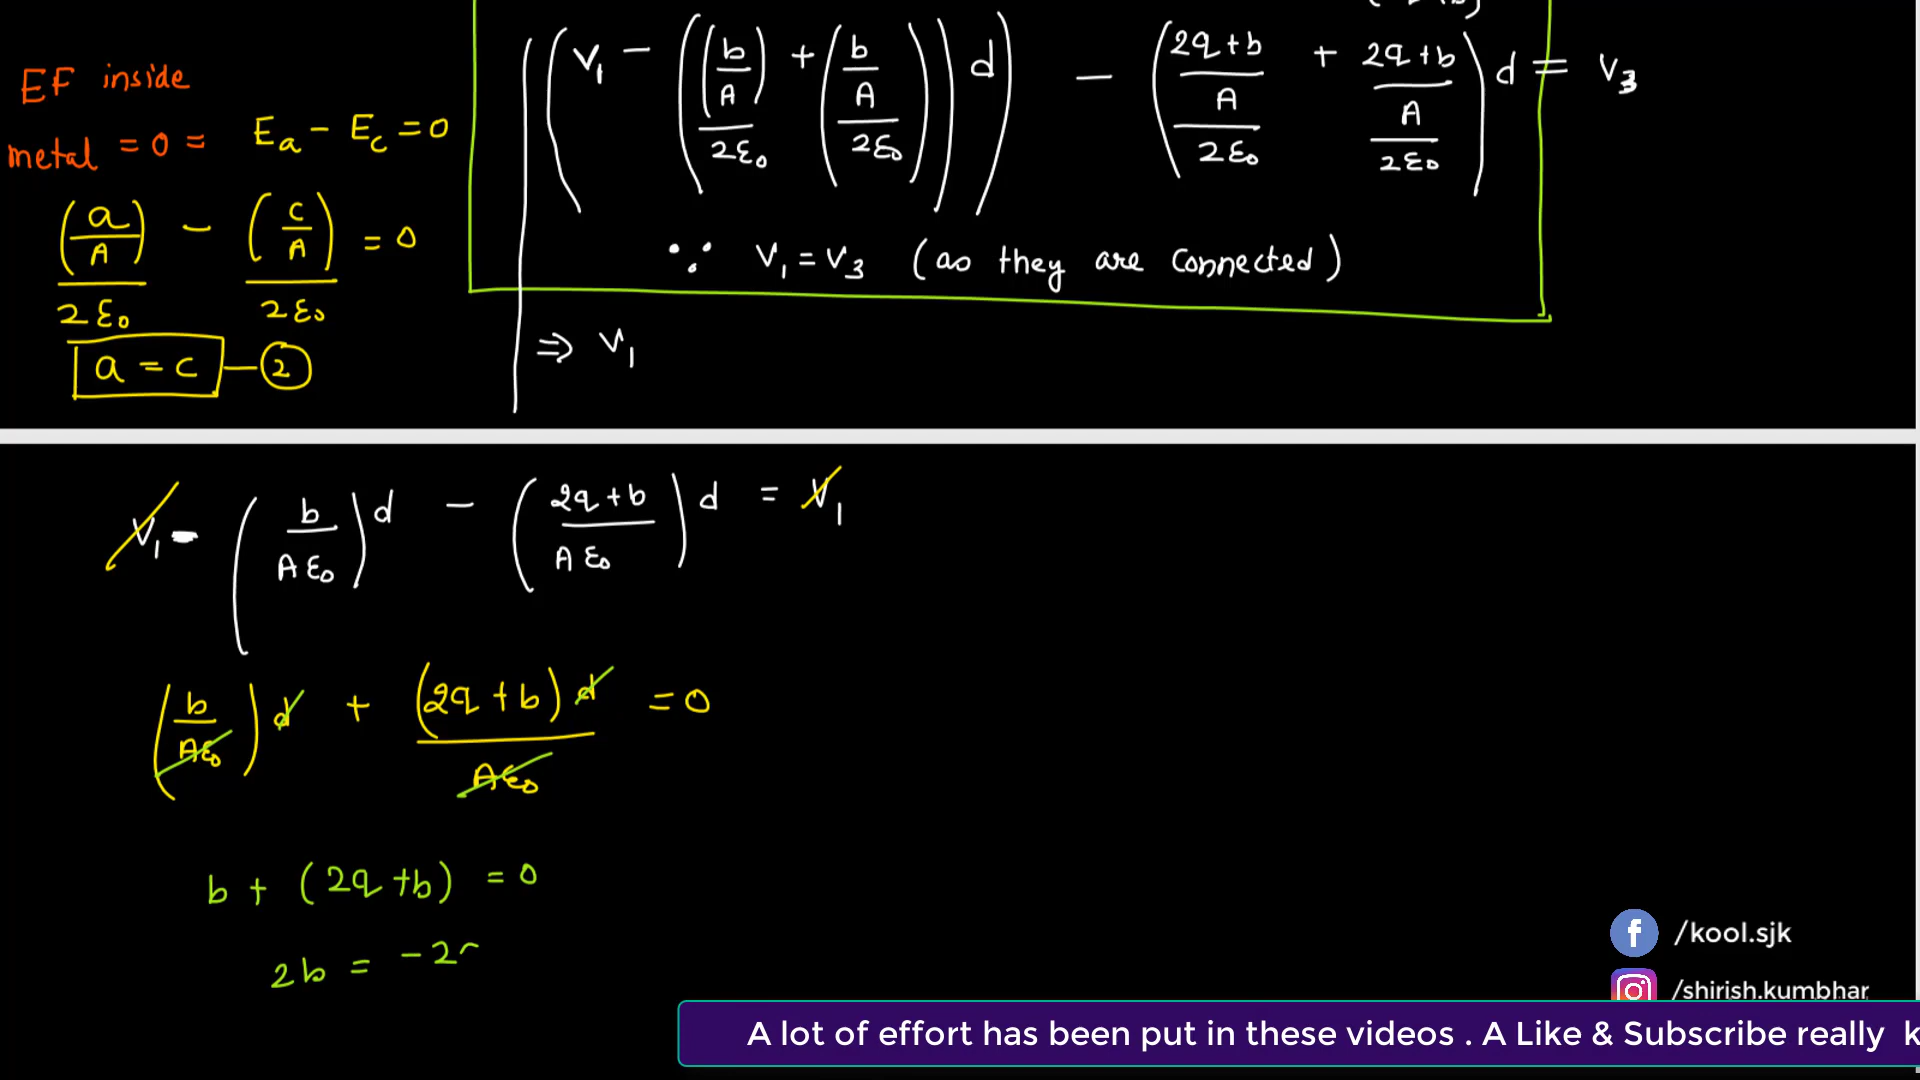 EF inside
metal = 0 = Ea - Ec = 0
(a/A)/2ε₀ - (c/A)/2ε₀ = 0
a = c — ②
((V₁ - ((b/A)/2ε₀ + (b/A)/2ε₀)) d) - ((2q+b)/A/2ε₀ + (2q+b)/A/2ε₀) d = V₃
∵ V₁ = V₃ (as they are connected)
⇒ V₁
V₁ - (b/Aε₀) d - ((2q+b)/Aε₀) d = V₁
(b/Aε₀) d + (2q+b) d/Aε₀ = 0
b + (2q+b) = 0
2b = -2
/kool.sjk
/shirish.kumbhar
A lot of effort has been put in these videos . A Like & Subscribe really k